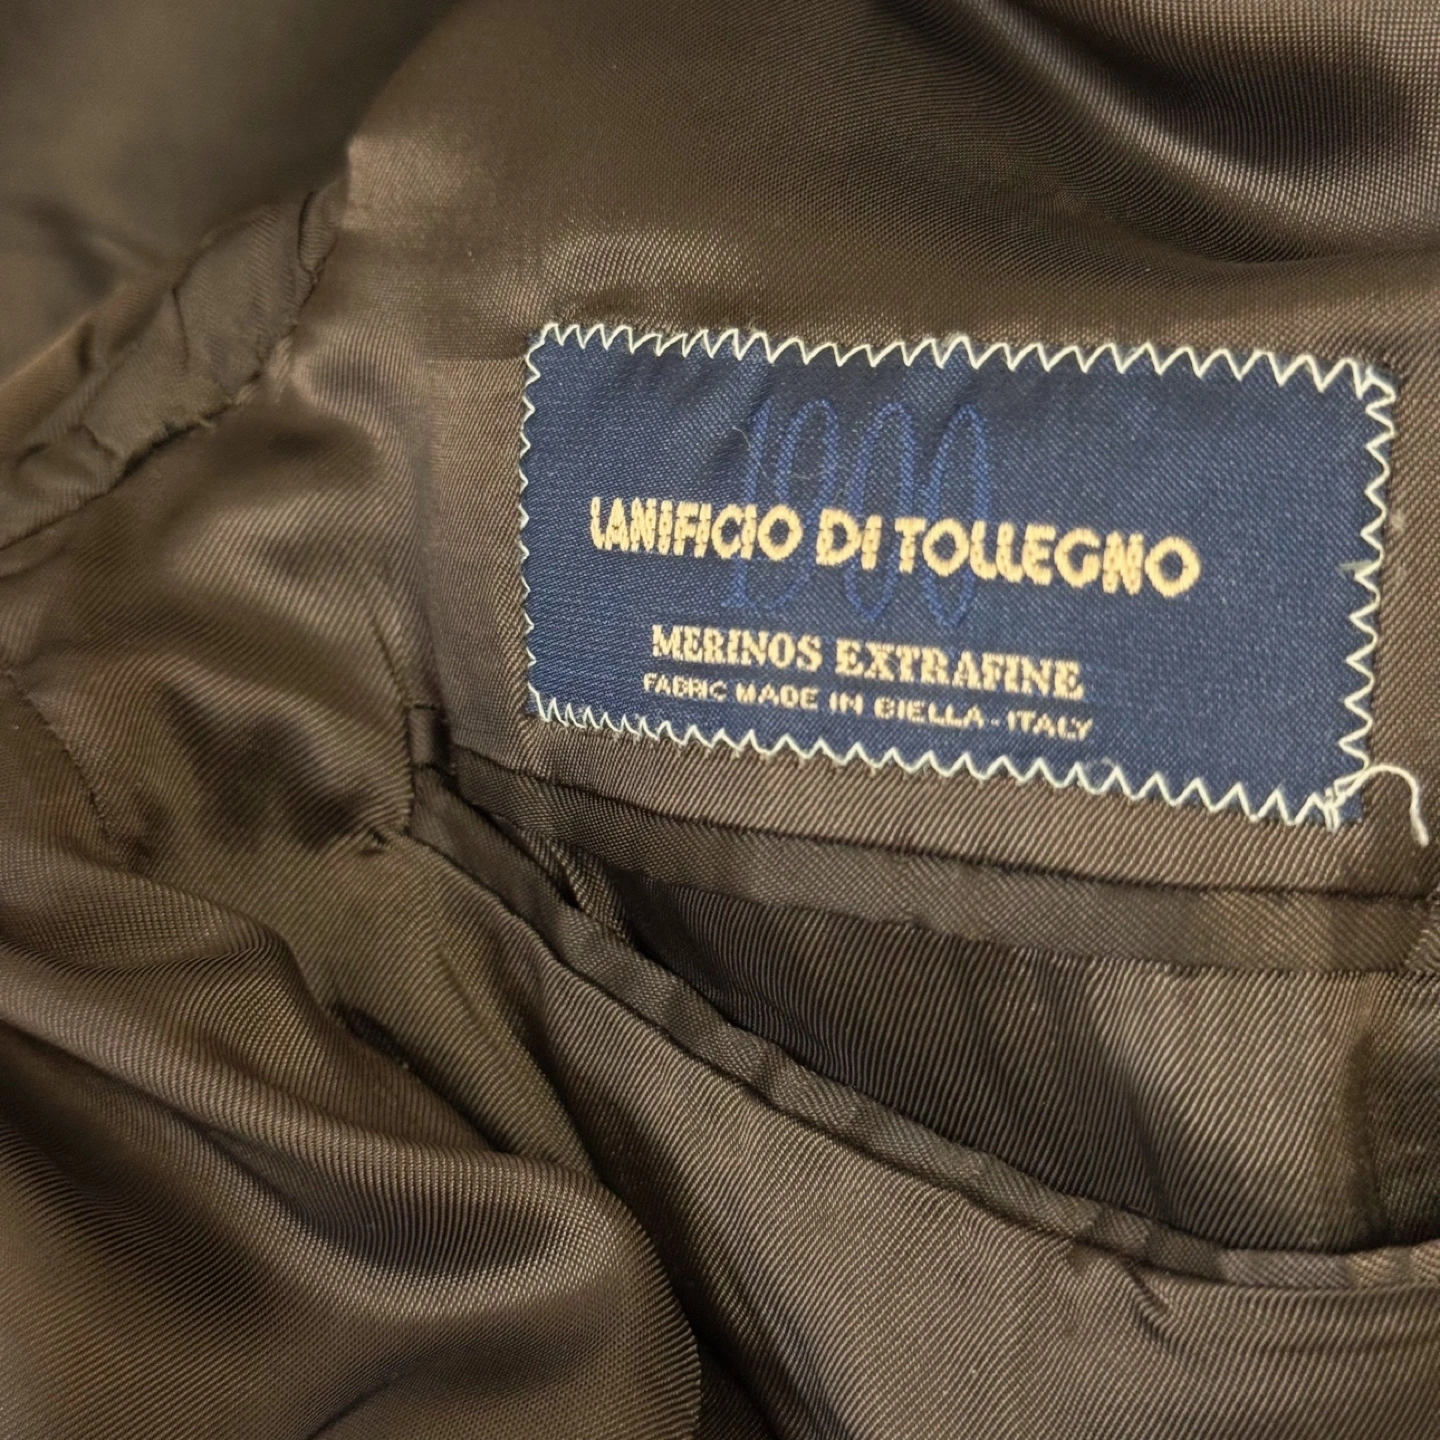 1900
LANIFICIO DI TOLLEGNO
MERINOS EXTRAFINE
FABRIC MADE IN BIELLA - ITALY